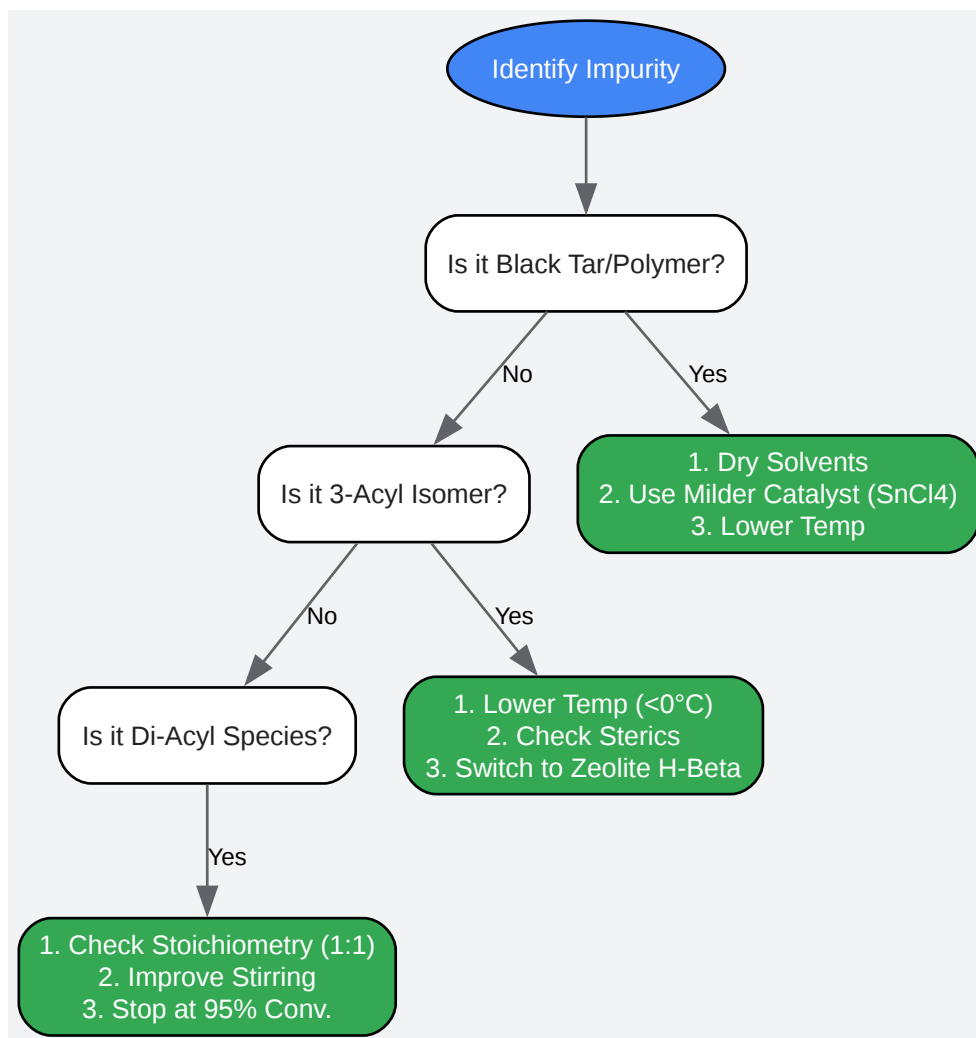 Identify Impurity
Is it Black Tar/Polymer?
No
Yes
Is it 3-Acyl Isomer?
1. Dry Solvents
2. Use Milder Catalyst (SnCl4)
3. Lower Temp
No
Yes
Is it Di-Acyl Species?
1. Lower Temp (<0°C)
2. Check Sterics
3. Switch to Zeolite H-Beta
Yes
1. Check Stoichiometry (1:1)
2. Improve Stirring
3. Stop at 95% Conv.